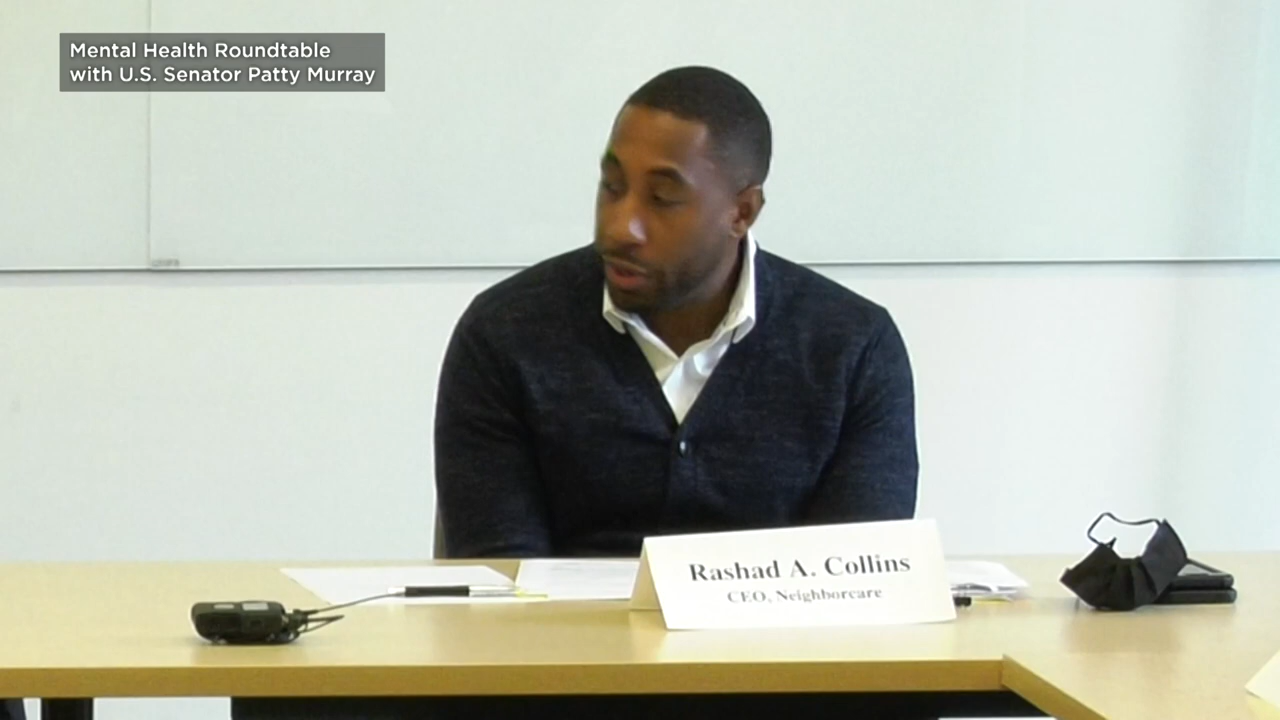 Mental Health Roundtable
with U.S. Senator Patty Murray
Rashad A. Collins
CEO, Neighborcare